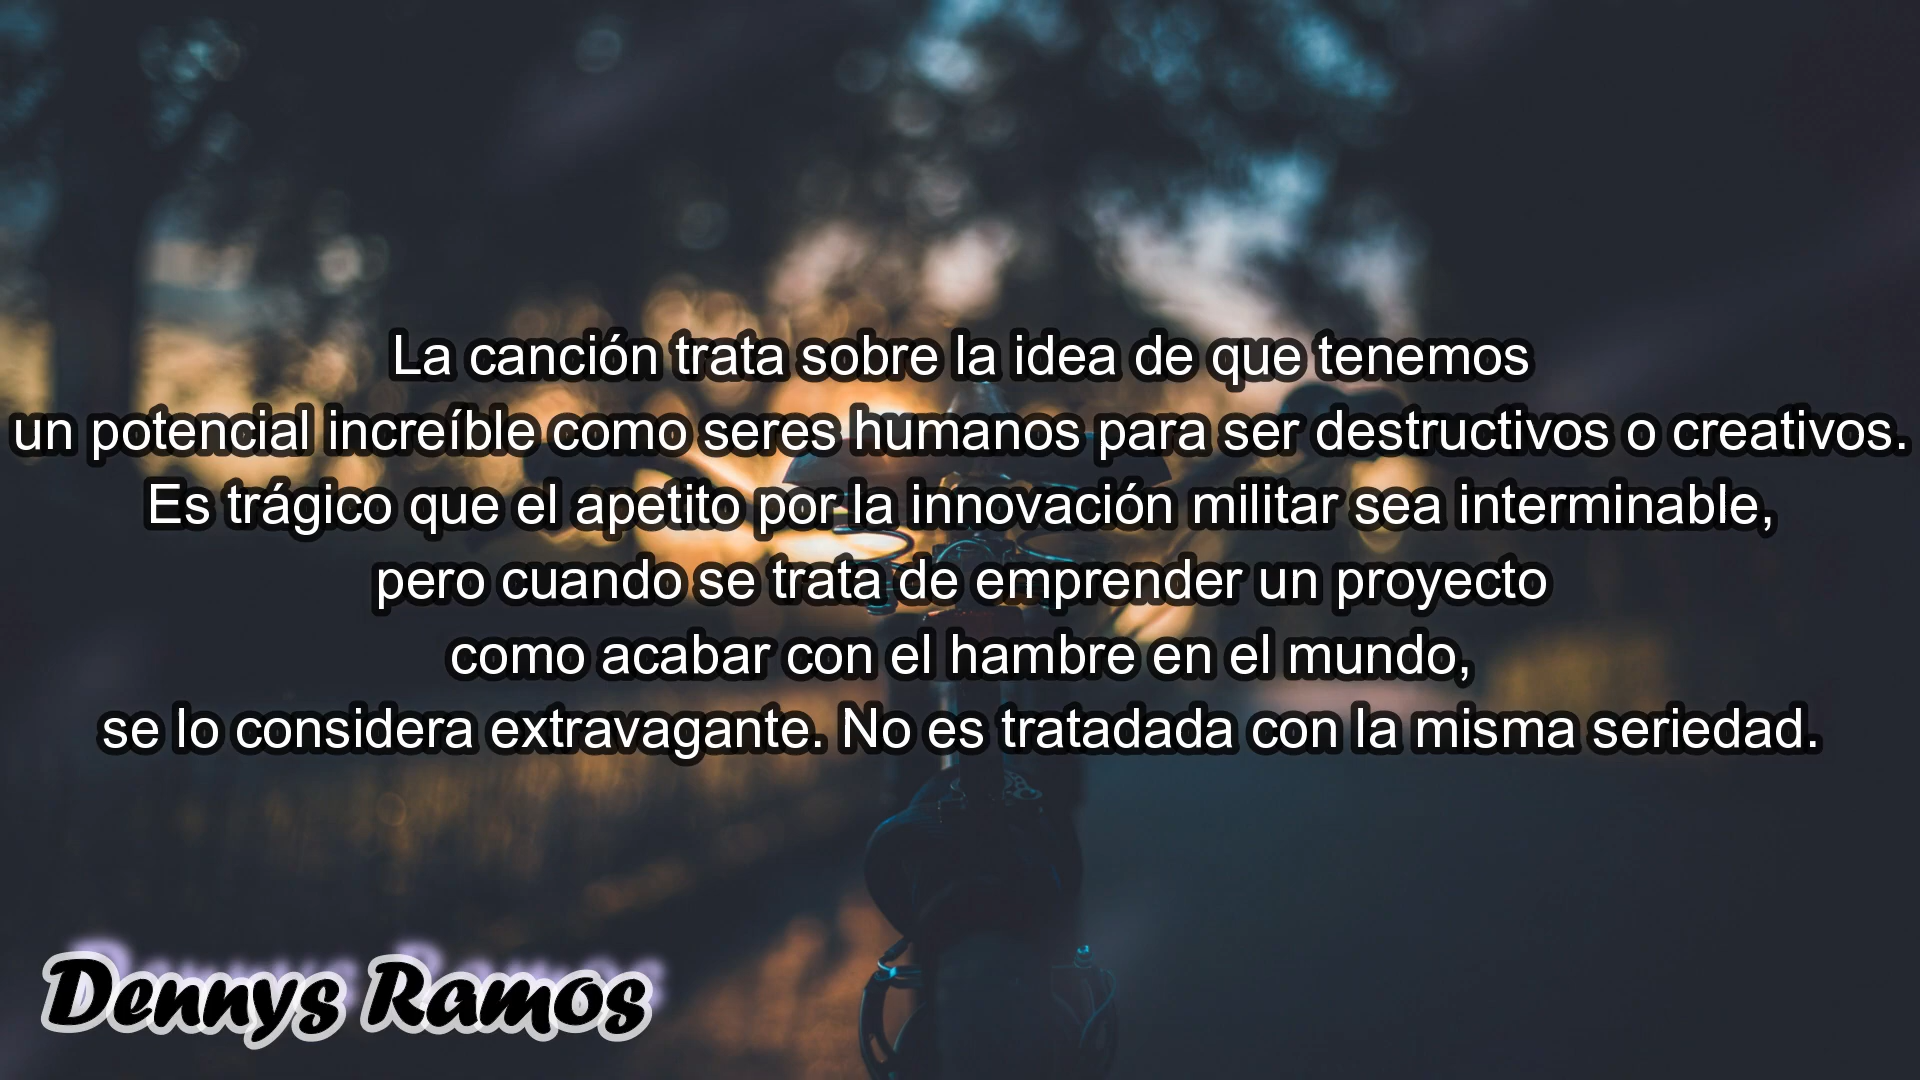 La canción trata sobre la idea de que tenemos
un potencial increíble como seres humanos para ser destructivos o creativos.
Es trágico que el apetito por la innovación militar sea interminable,
pero cuando se trata de emprender un proyecto
como acabar con el hambre en el mundo,
se lo considera extravagante. No es tratadada con la misma seriedad.
Dennys Ramos